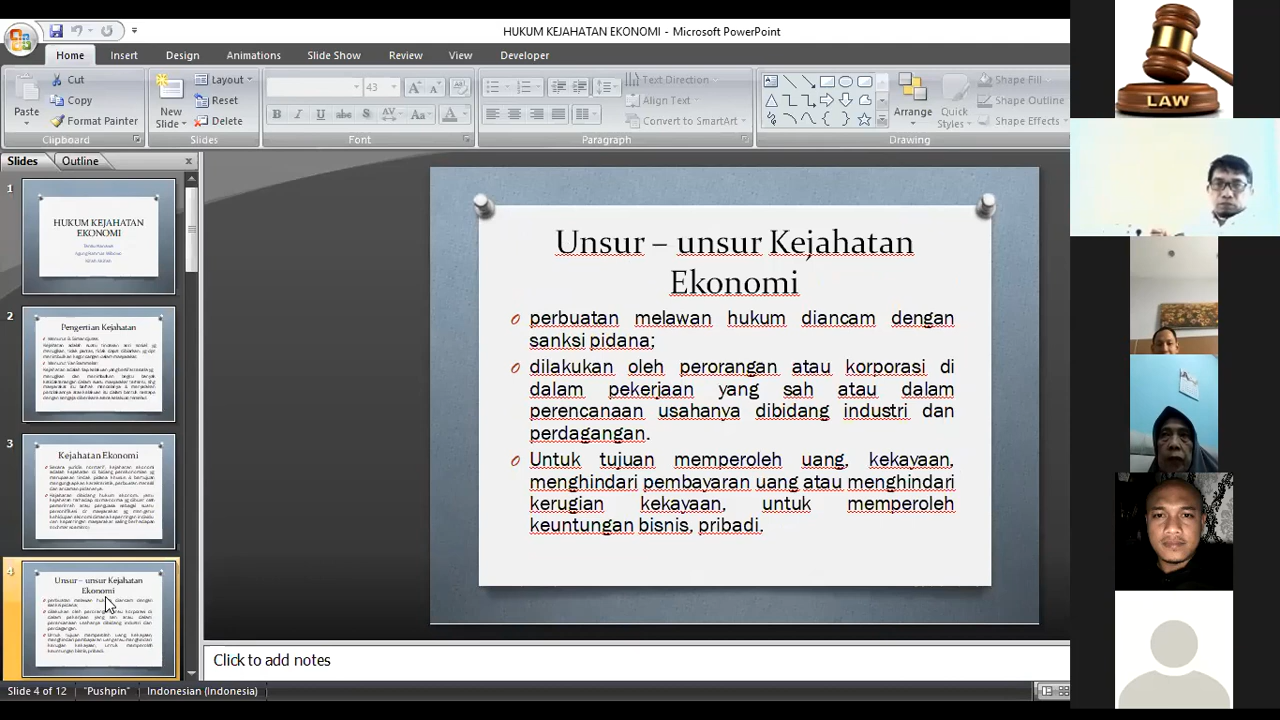 HUKUM KEJAHATAN EKONOMI - Microsoft PowerPoint
Home Insert Design Animations Slide Show Review View Developer
Paste
Cut
Copy
Format Painter
Clipboard
New Slide
Layout
Reset
Delete
Slides
43
Font
Text Direction
Align Text
Convert to SmartArt
Paragraph
Arrange
Quick Styles
Shape Fill
Shape Outline
Shape Effects
Drawing
Slides Outline
1
HUKUM KEJAHATAN
EKONOMI
2
Pengertian Kejahatan
3
Kejahatan Ekonomi
4
Unsur – unsur Kejahatan
Ekonomi
Unsur – unsur Kejahatan
Ekonomi
perbuatan melawan hukum diancam dengan
sanksi pidana;
dilakukan oleh perorangan atau korporasi di
dalam pekerjaan yang sah atau dalam
perencanaan usahanya dibidang industri dan
perdagangan.
Untuk tujuan memperoleh uang, kekayaan,
menghindari pembayaran uang atau menghindari
kerugian kekayaan, untuk memperoleh
keuntungan bisnis, pribadi.
Click to add notes
Slide 4 of 12 "Pushpin" Indonesian (Indonesia)
LAW